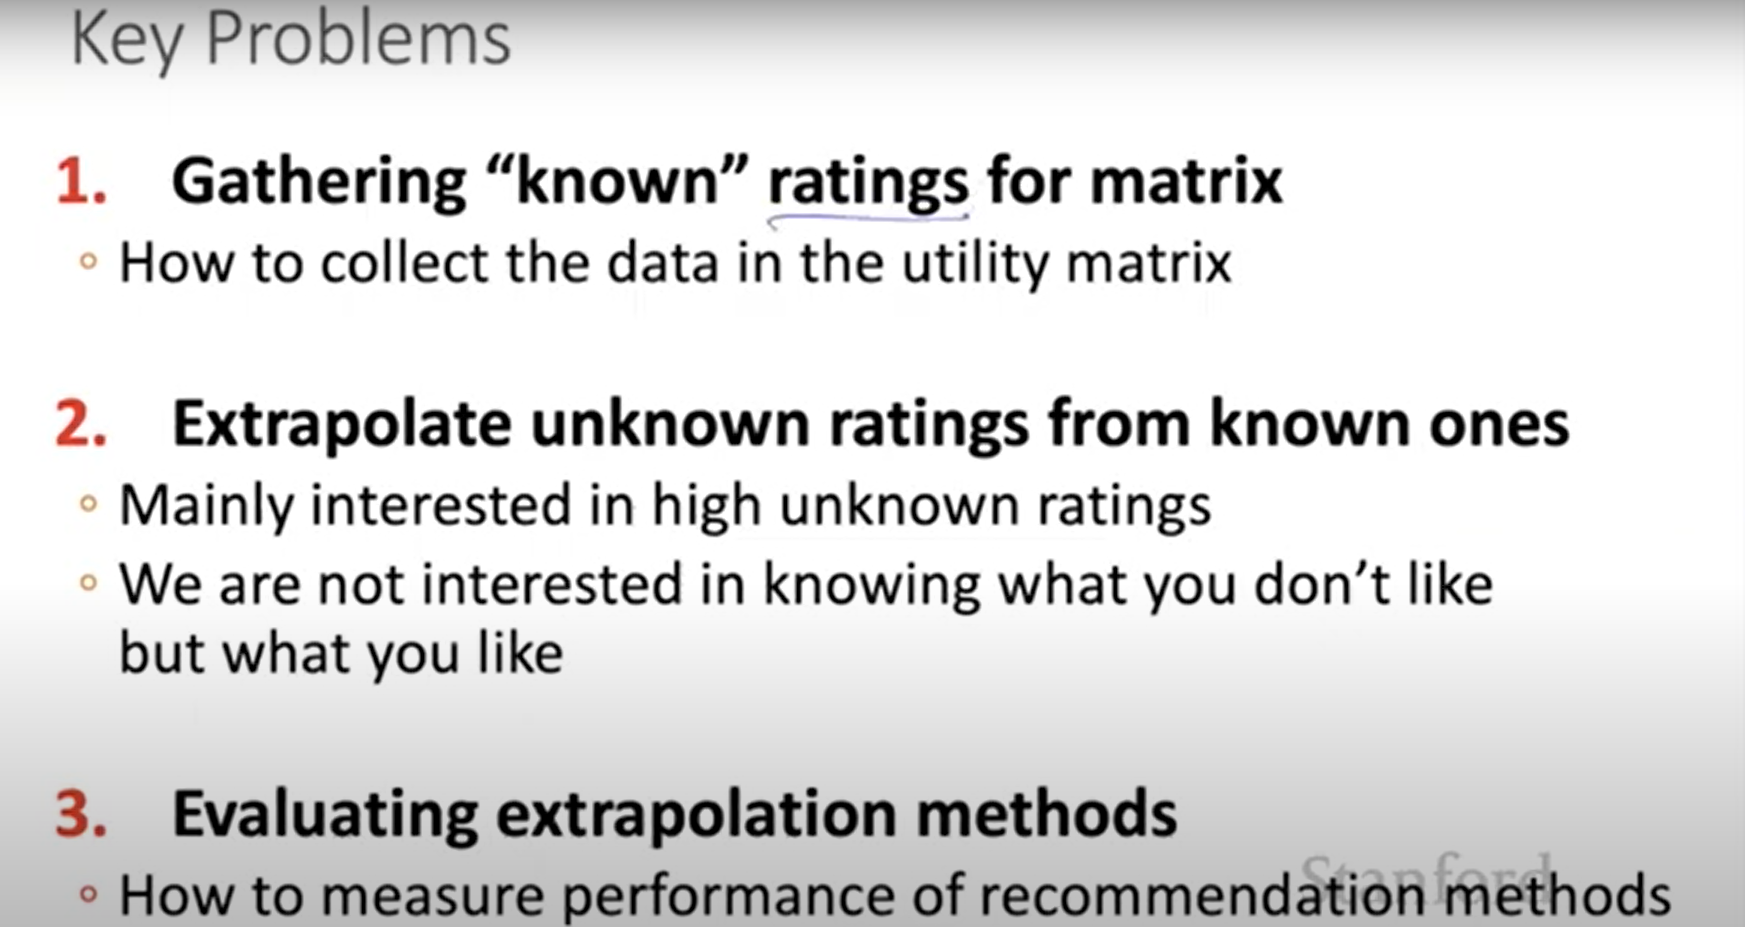 Key Problems
1. Gathering “known” ratings for matrix
◦ How to collect the data in the utility matrix
2. Extrapolate unknown ratings from known ones
◦ Mainly interested in high unknown ratings
◦ We are not interested in knowing what you don’t like
but what you like
3. Evaluating extrapolation methods
◦ How to measure performance of recommendation methods
Stanford